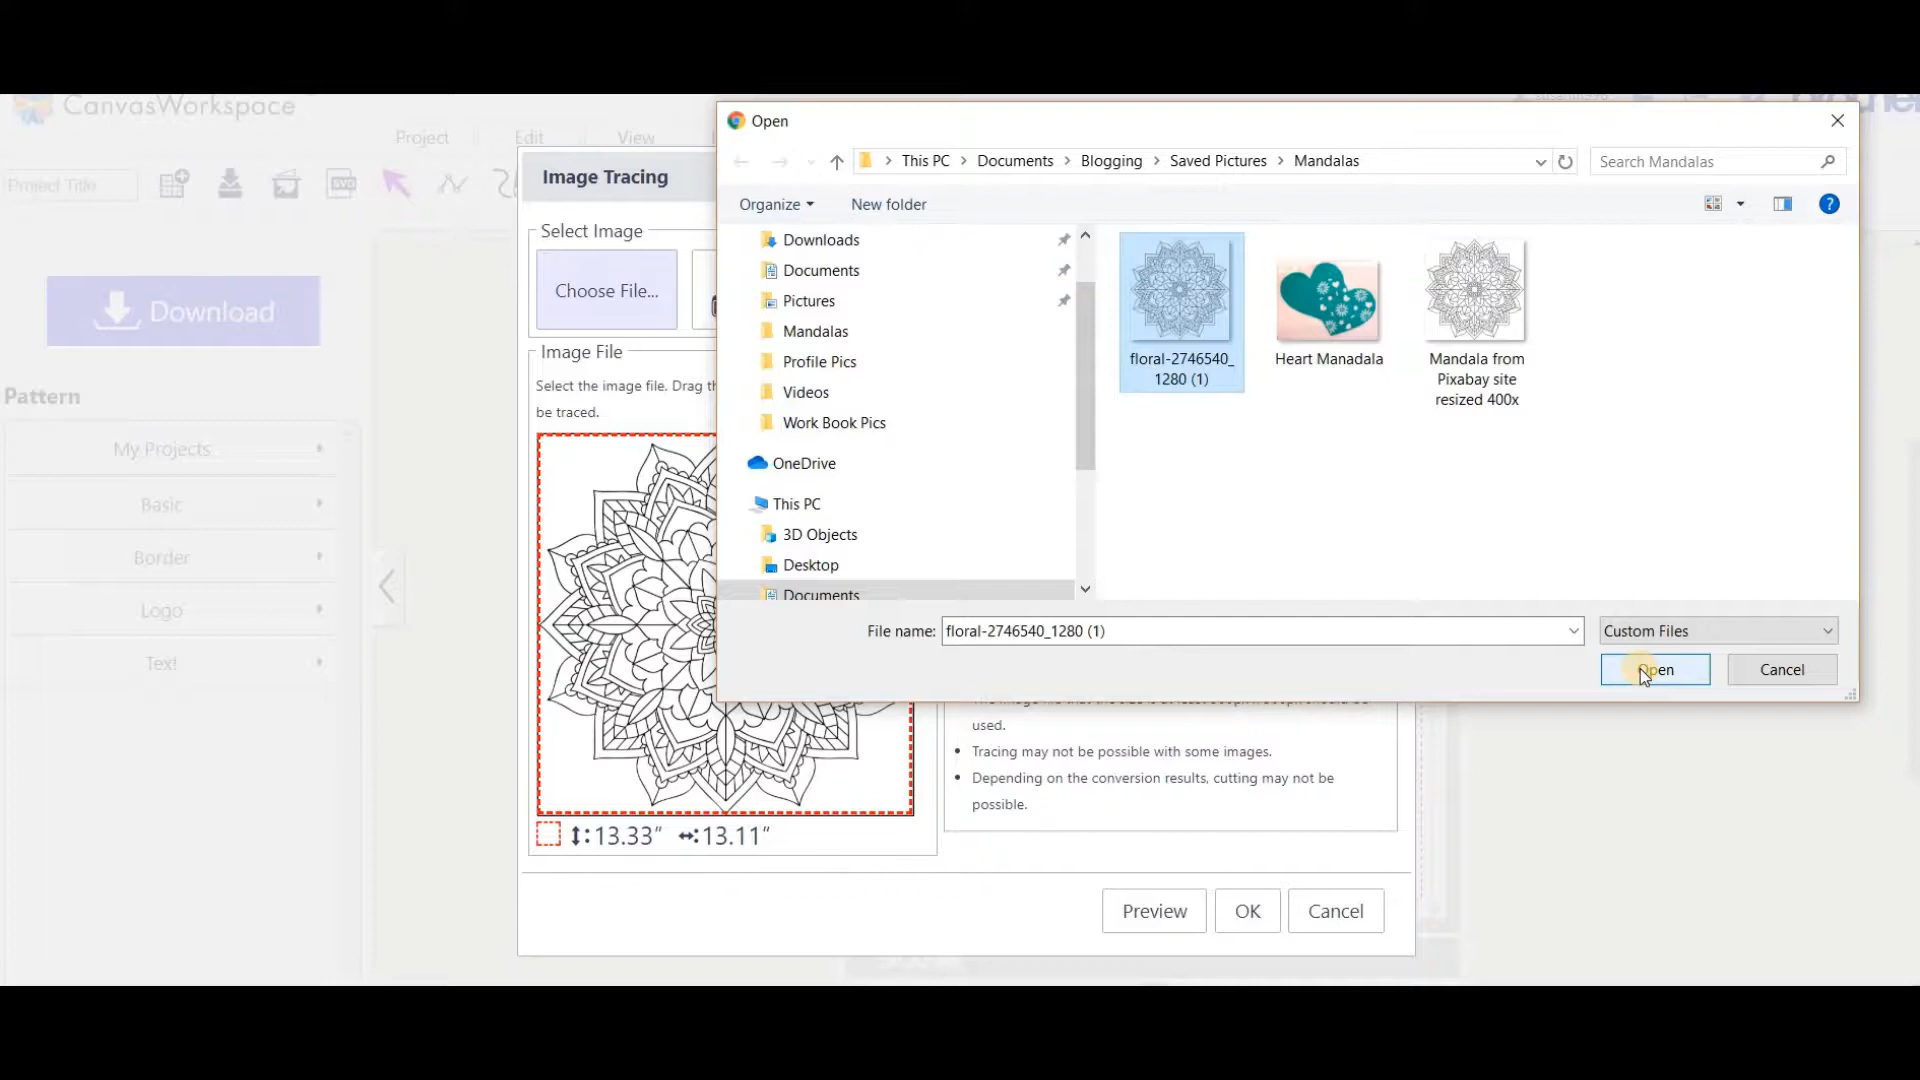 CanvasWorkspace
Project
Edit
View
Project Title
SVG
Download
Pattern
My Projects
Basic
Border
Logo
Text
Image Tracing
Select Image
Choose File...
Image File
Select the image file. Drag th
be traced.
13.33"
13.11"
used.
Tracing may not be possible with some images.
Depending on the conversion results, cutting may not be
possible.
Preview
OK
Cancel
Open
This PC
Documents
Blogging
Saved Pictures
Mandalas
Search Mandalas
Organize
New folder
?
Downloads
Documents
Pictures
Mandalas
Profile Pics
Videos
Work Book Pics
OneDrive
This PC
3D Objects
Desktop
Documents
floral-2746540_
1280 (1)
Heart Manadala
Mandala from
Pixabay site
resized 400x
File name:
floral-2746540_1280 (1)
Custom Files
Open
Cancel